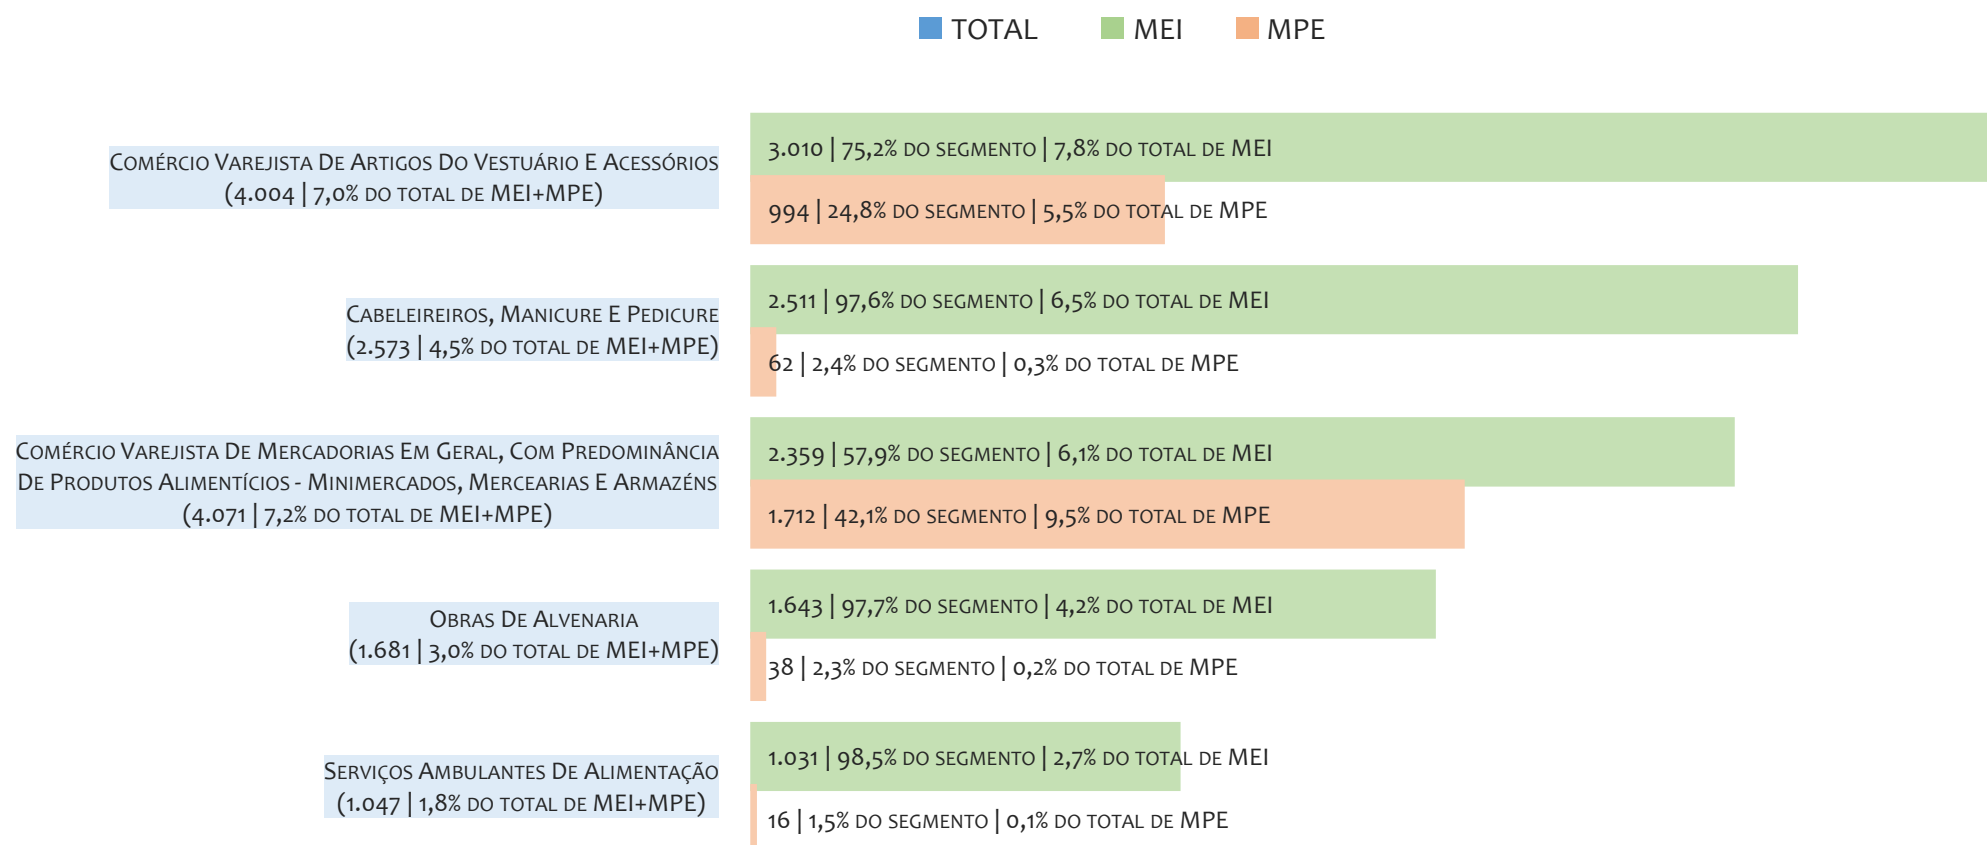 TOTAL MEI MPE
Comércio Varejista De Artigos Do Vestuário E Acessórios
(4.004 | 7,0% do total de MEI+MPE)
3.010 | 75,2% do segmento | 7,8% do total de MEI
994 | 24,8% do segmento | 5,5% do total de MPE
Cabeleireiros, Manicure E Pedicure
(2.573 | 4,5% do total de MEI+MPE)
2.511 | 97,6% do segmento | 6,5% do total de MEI
62 | 2,4% do segmento | 0,3% do total de MPE
Comércio Varejista De Mercadorias Em Geral, Com Predominância
De Produtos Alimentícios - Minimercados, Mercearias E Armazéns
(4.071 | 7,2% do total de MEI+MPE)
2.359 | 57,9% do segmento | 6,1% do total de MEI
1.712 | 42,1% do segmento | 9,5% do total de MPE
Obras De Alvenaria
(1.681 | 3,0% do total de MEI+MPE)
1.643 | 97,7% do segmento | 4,2% do total de MEI
38 | 2,3% do segmento | 0,2% do total de MPE
Serviços Ambulantes De Alimentação
(1.047 | 1,8% do total de MEI+MPE)
1.031 | 98,5% do segmento | 2,7% do total de MEI
16 | 1,5% do segmento | 0,1% do total de MPE